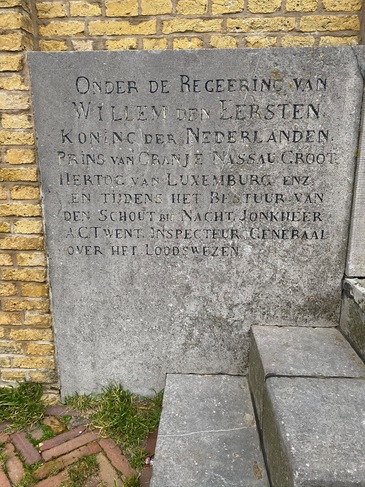 ONDER DE REGEERING VAN
WILLEM DEN EERSTEN
KONING DER NEDERLANDEN.
PRINS VAN ORANJE NASSAU GROOT
HERTOG VAN LUXEMBURG ENZ.
EN TIJDENS HET BESTUUR VAN
DEN SCHOUT BIJ NACHT JONKHEER
A.C. TWENT. INSPECTEUR GENERAAL
OVER HET LOODSWEZEN.